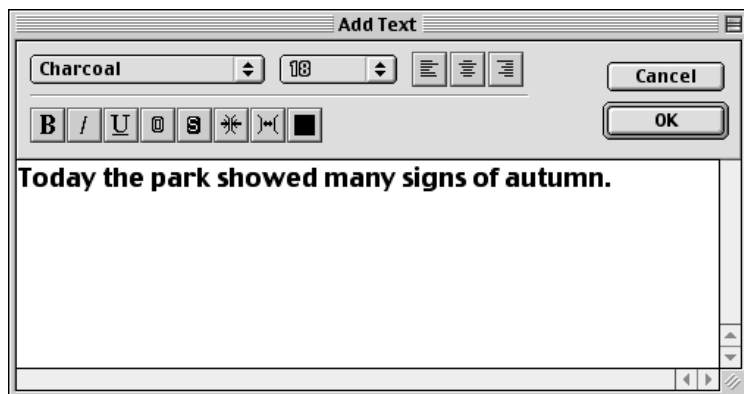 Add Text
Charcoal 18
Cancel
B I U O S
OK
Today the park showed many signs of autumn.